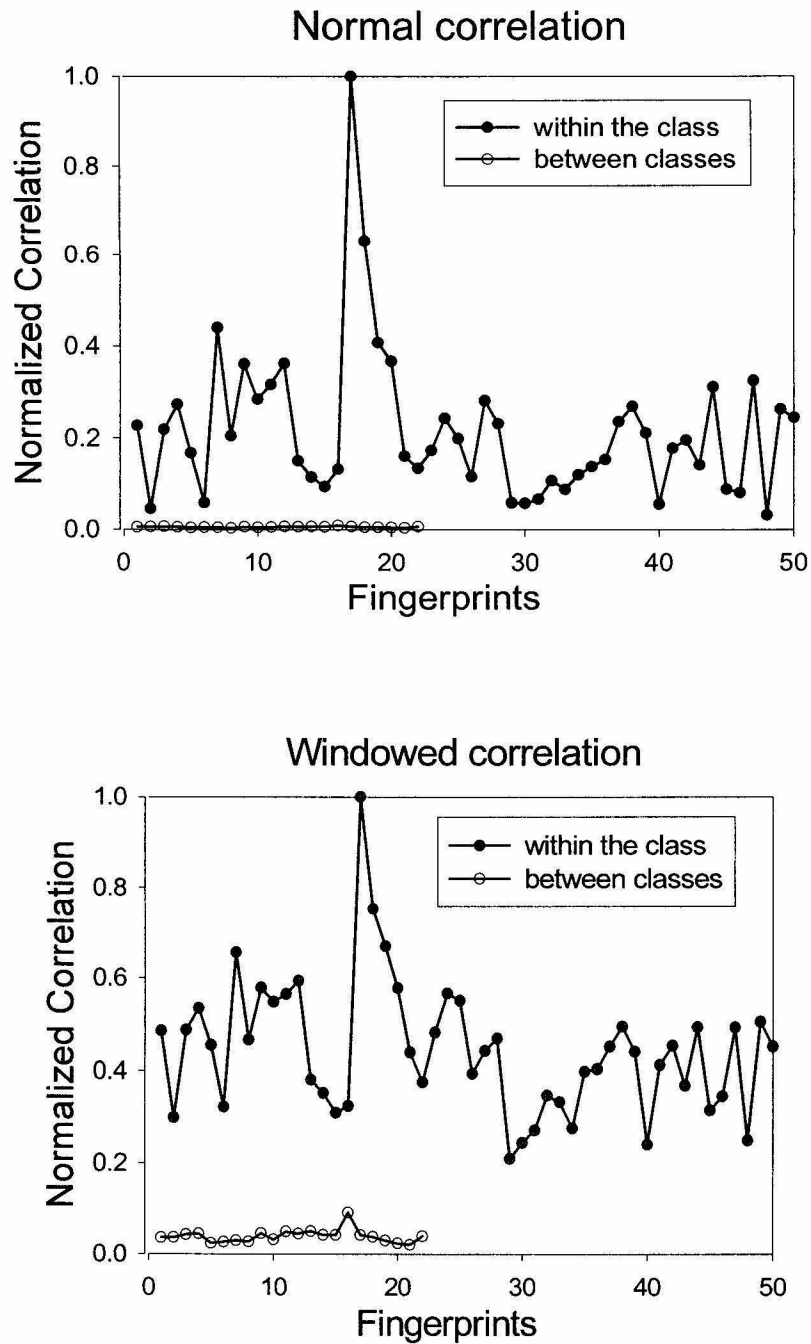 Normal correlation
1.0
0.8
0.6
0.4
0.2
0.0
Normalized Correlation
within the class
between classes
0 10 20 30 40 50
Fingerprints
Windowed correlation
1.0
0.8
0.6
0.4
0.2
0.0
Normalized Correlation
within the class
between classes
0 10 20 30 40 50
Fingerprints